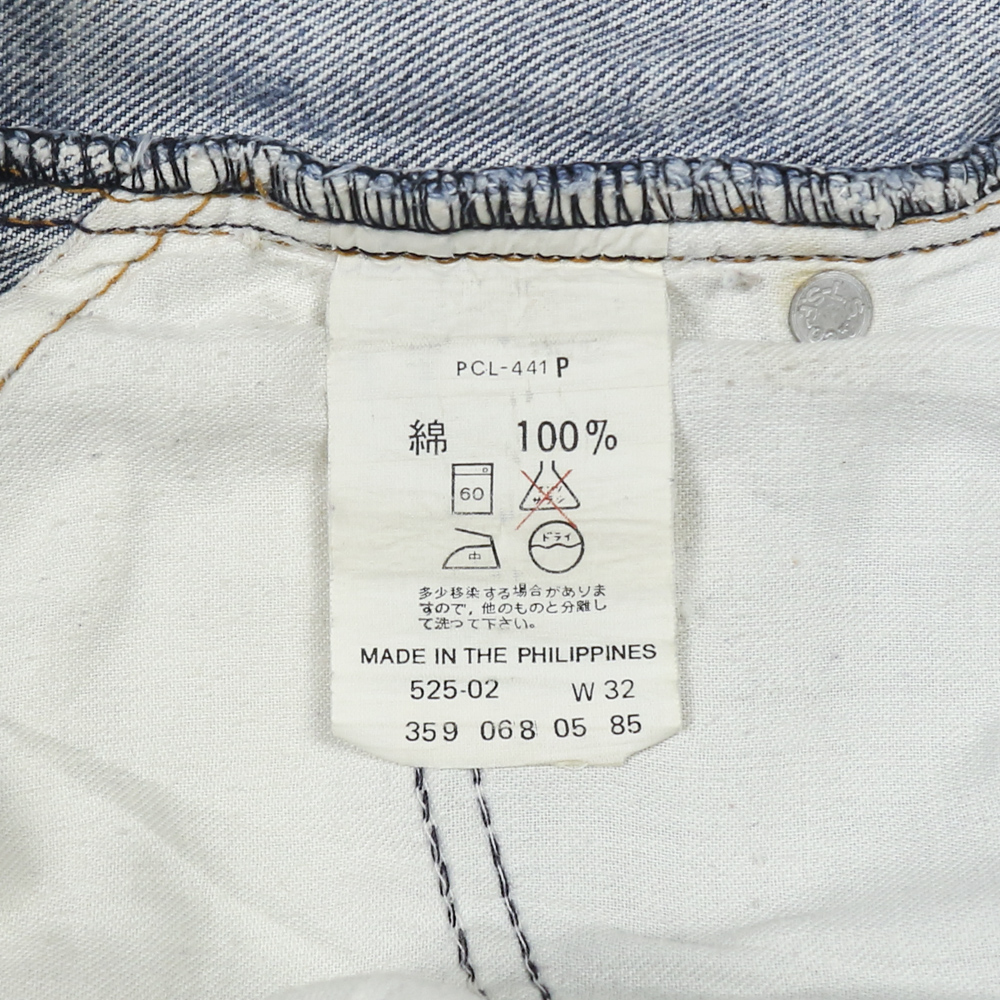 PCL-441 P
綿 100%
60
中 ドライ
多少移染する場合がありま
すので,他のものと分離し
て洗って下さい。
MADE IN THE PHILIPPINES
525-02 W 32
359 068 05 85